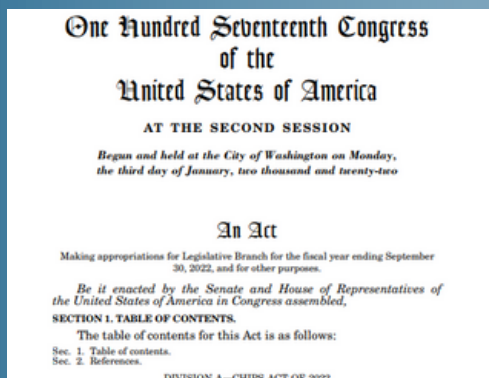 One Hundred Seventeenth Congress
of the
United States of America
AT THE SECOND SESSION
Begun and held at the City of Washington on Monday,
the third day of January, two thousand and twenty-two
An Act
Making appropriations for Legislative Branch for the fiscal year ending September
30, 2022, and for other purposes.
Be it enacted by the Senate and House of Representatives of
the United States of America in Congress assembled,
SECTION 1. TABLE OF CONTENTS.
The table of contents for this Act is as follows:
Sec. 1. Table of contents.
Sec. 2. References.
DIVISION A—CHIPS ACT OF 2022